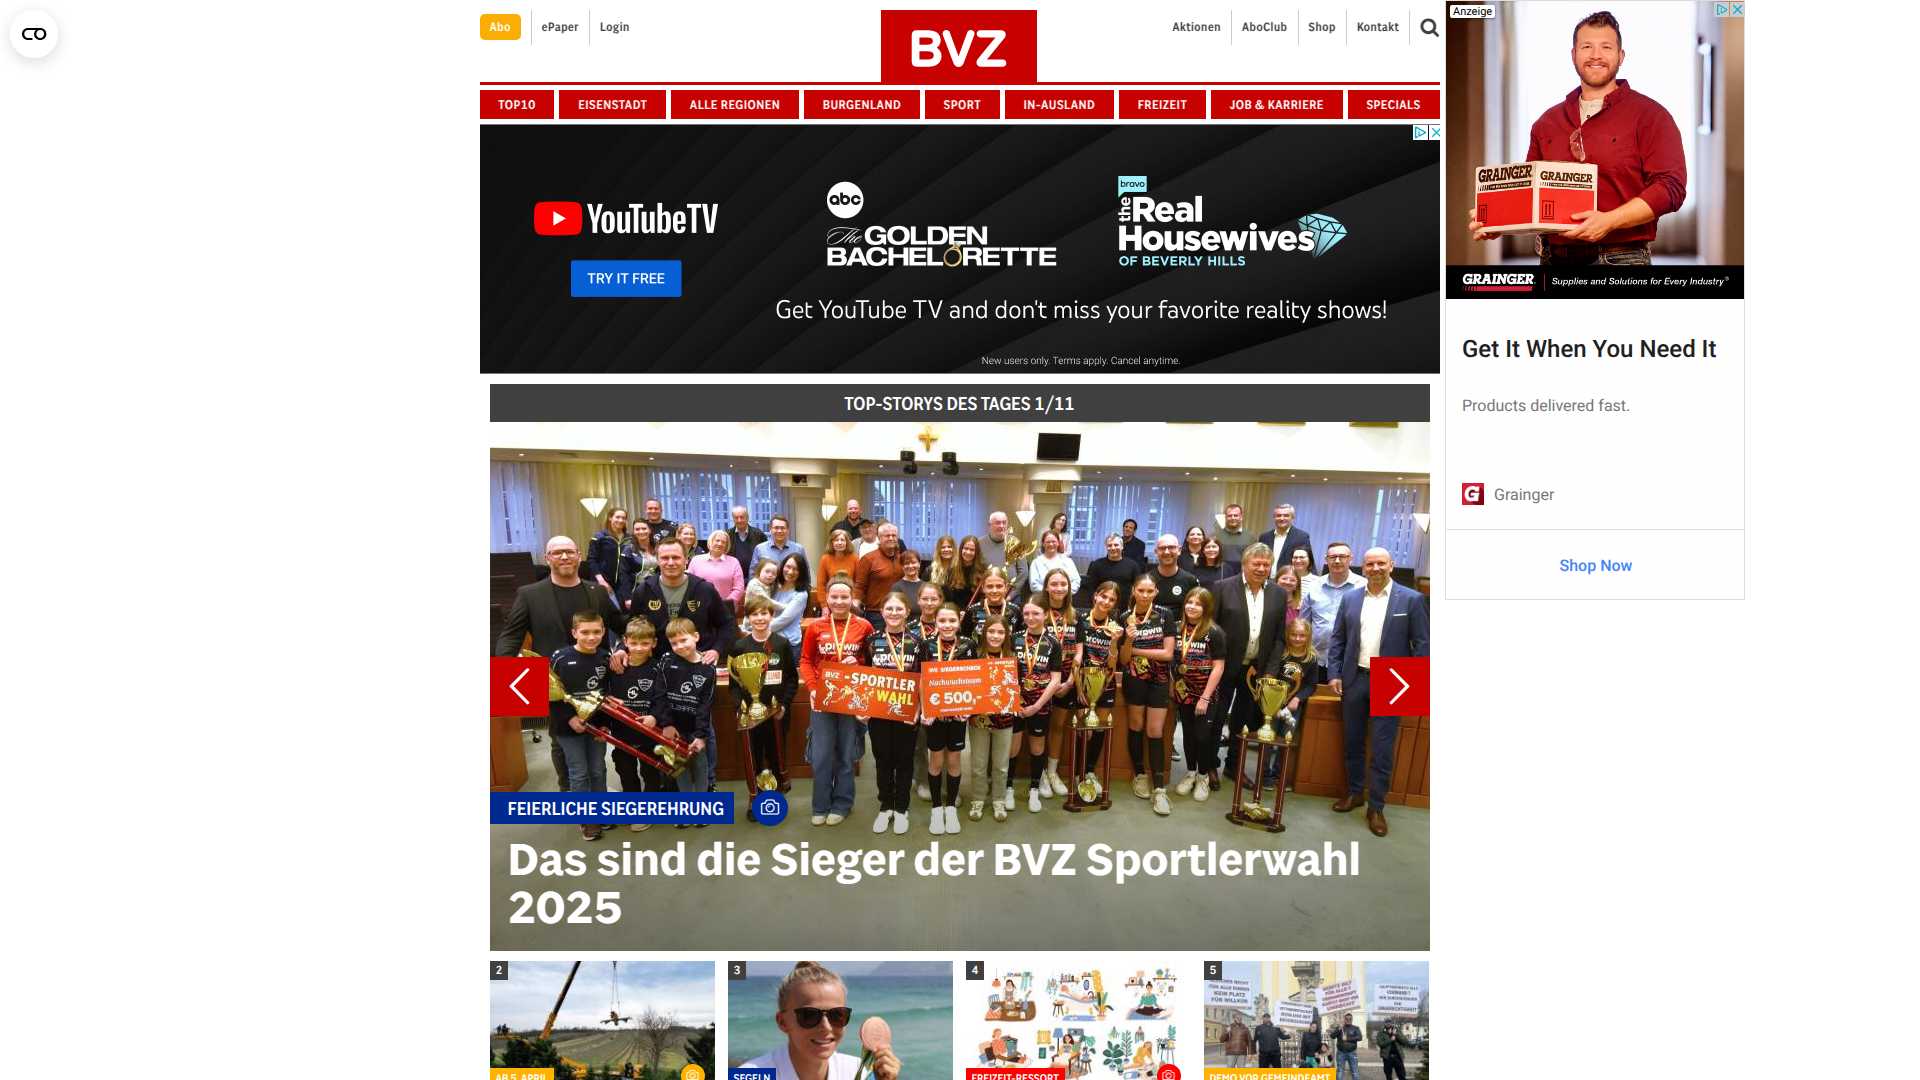 Abo
ePaper
Login
BVZ
Aktionen
AboClub
Shop
Kontakt
TOP10
EISENSTADT
ALLE REGIONEN
BURGENLAND
SPORT
IN-AUSLAND
FREIZEIT
JOB & KARRIERE
SPECIALS
YouTubeTV
TRY IT FREE
abc
The GOLDEN
BACHELORETTE
bravo
the Real
Housewives
OF BEVERLY HILLS
Get YouTube TV and don't miss your favorite reality shows!
New users only. Terms apply. Cancel anytime.
Anzeige
GRAINGER
GRAINGER
GRAINGER
Supplies and Solutions for Every Industry®
Get It When You Need It
Products delivered fast.
G
Grainger
Shop Now
TOP-STORYS DES TAGES 1/11
BVZ -SPORTLER
WAHL
BVZ SIEGERSCHECK
Nachwuchsteam
€ 500,-
PROWIN
FEIERLICHE SIEGEREHRUNG
Das sind die Sieger der BVZ Sportlerwahl
2025
2
AB 5. APRIL
3
SEGELN
4
FREIZEIT-RESSORT
5
DEMO VOR GEMEINDEAMT